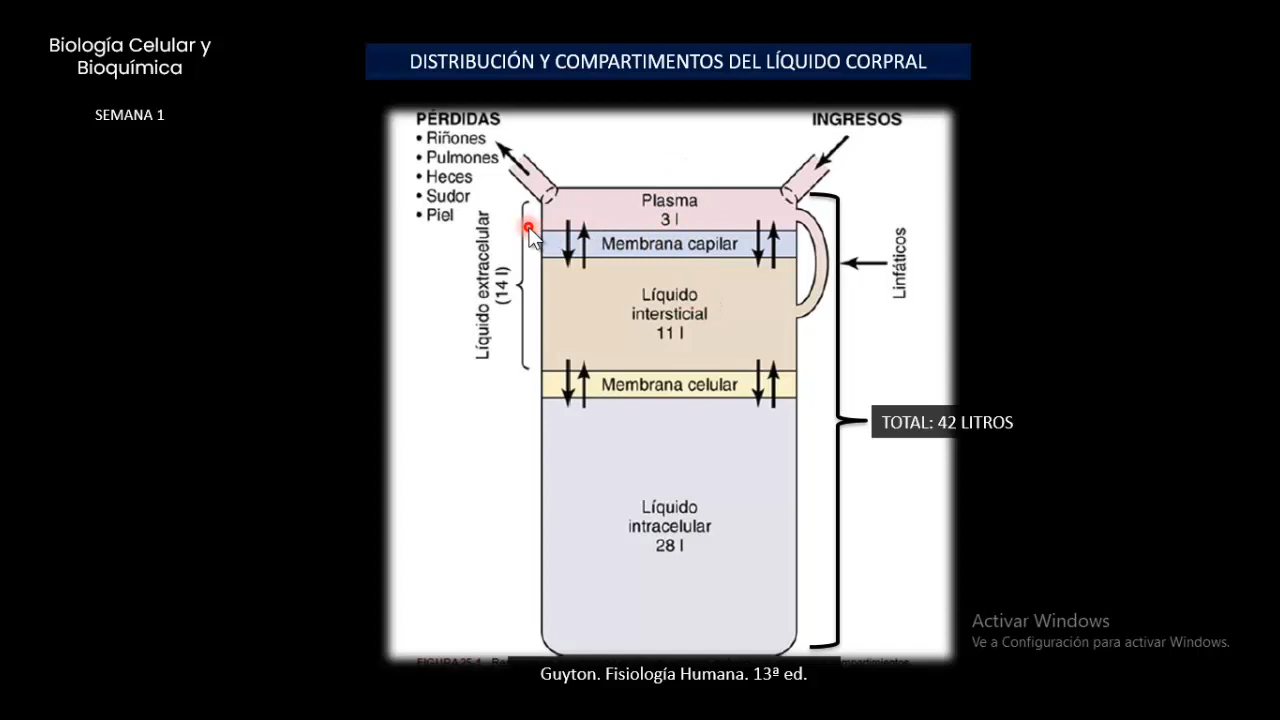 Biología Celular y
Bioquímica
SEMANA 1
DISTRIBUCIÓN Y COMPARTIMENTOS DEL LÍQUIDO CORPRAL
PÉRDIDAS
• Riñones
• Pulmones
• Heces
• Sudor
• Piel
INGRESOS
Plasma
3 l
Membrana capilar
Líquido extracelular
(14 l)
Linfáticos
Líquido
intersticial
11 l
Membrana celular
TOTAL: 42 LITROS
Líquido
intracelular
28 l
Activar Windows
Ve a Configuración para activar Windows.
Guyton. Fisiología Humana. 13ª ed.